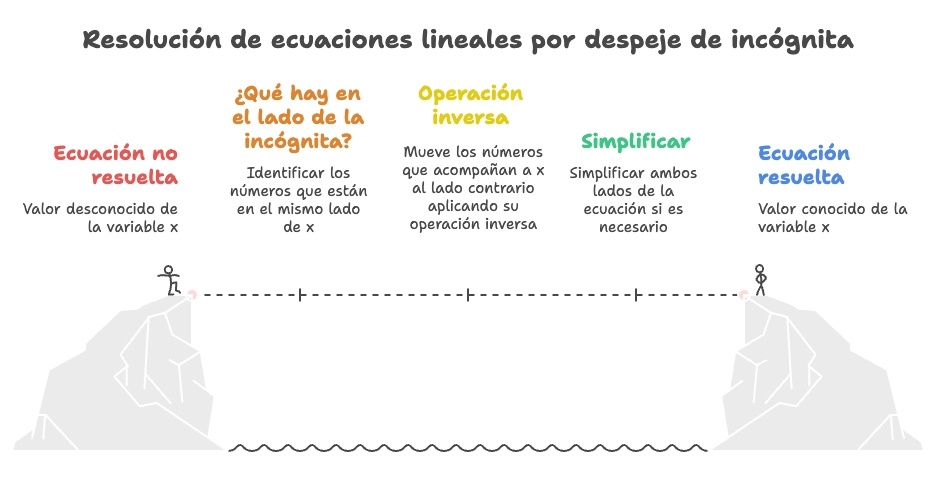 Resolución de ecuaciones lineales por despeje de incógnita
Ecuación no
resuelta
Valor desconocido de
la variable x
¿Qué hay en
el lado de la
incógnita?
Identificar los
números que están
en el mismo lado
de x
Operación
inversa
Mueve los números
que acompañan a x
al lado contrario
aplicando su
operación inversa
Simplificar
Simplificar ambos
lados de la
ecuación si es
necesario
Ecuación
resuelta
Valor conocido de la
variable x